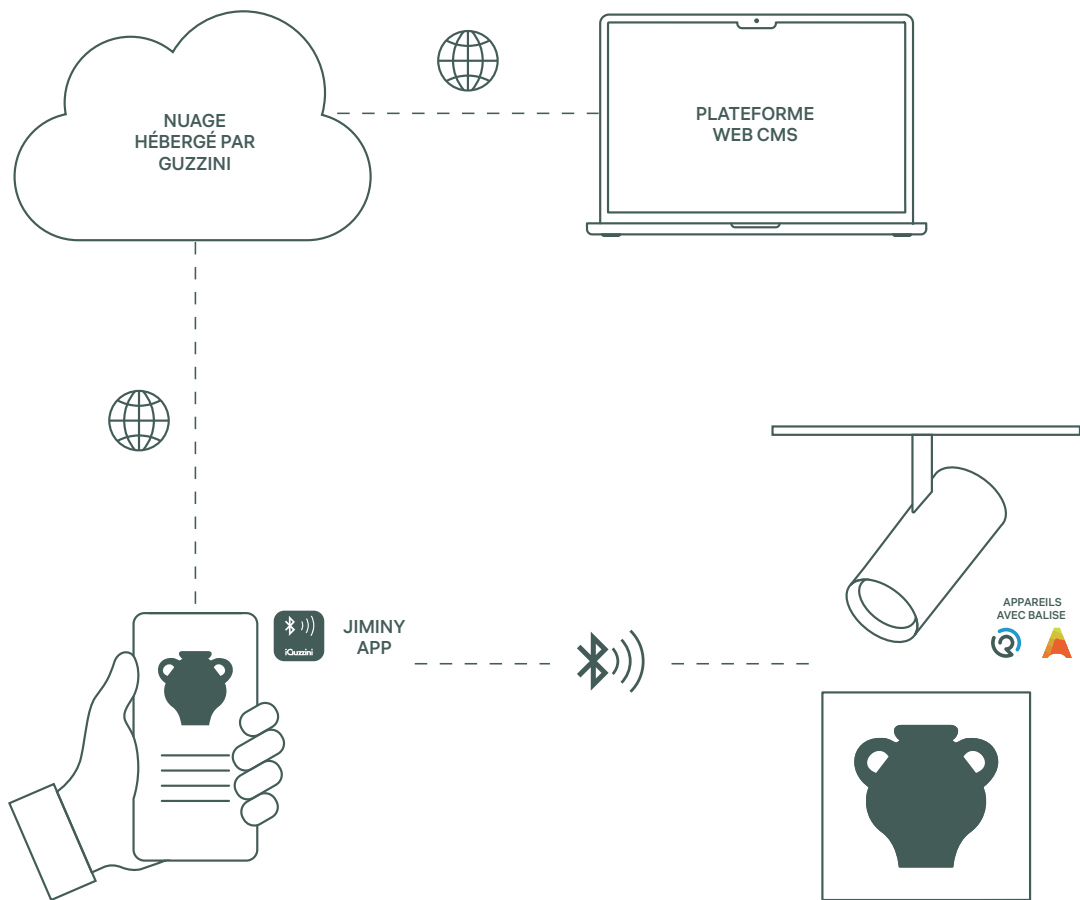 NUAGE
HÉBERGÉ PAR
GUZZINI
PLATEFORME
WEB CMS
APPAREILS
AVEC BALISE
iGuzzini
JIMINY
APP